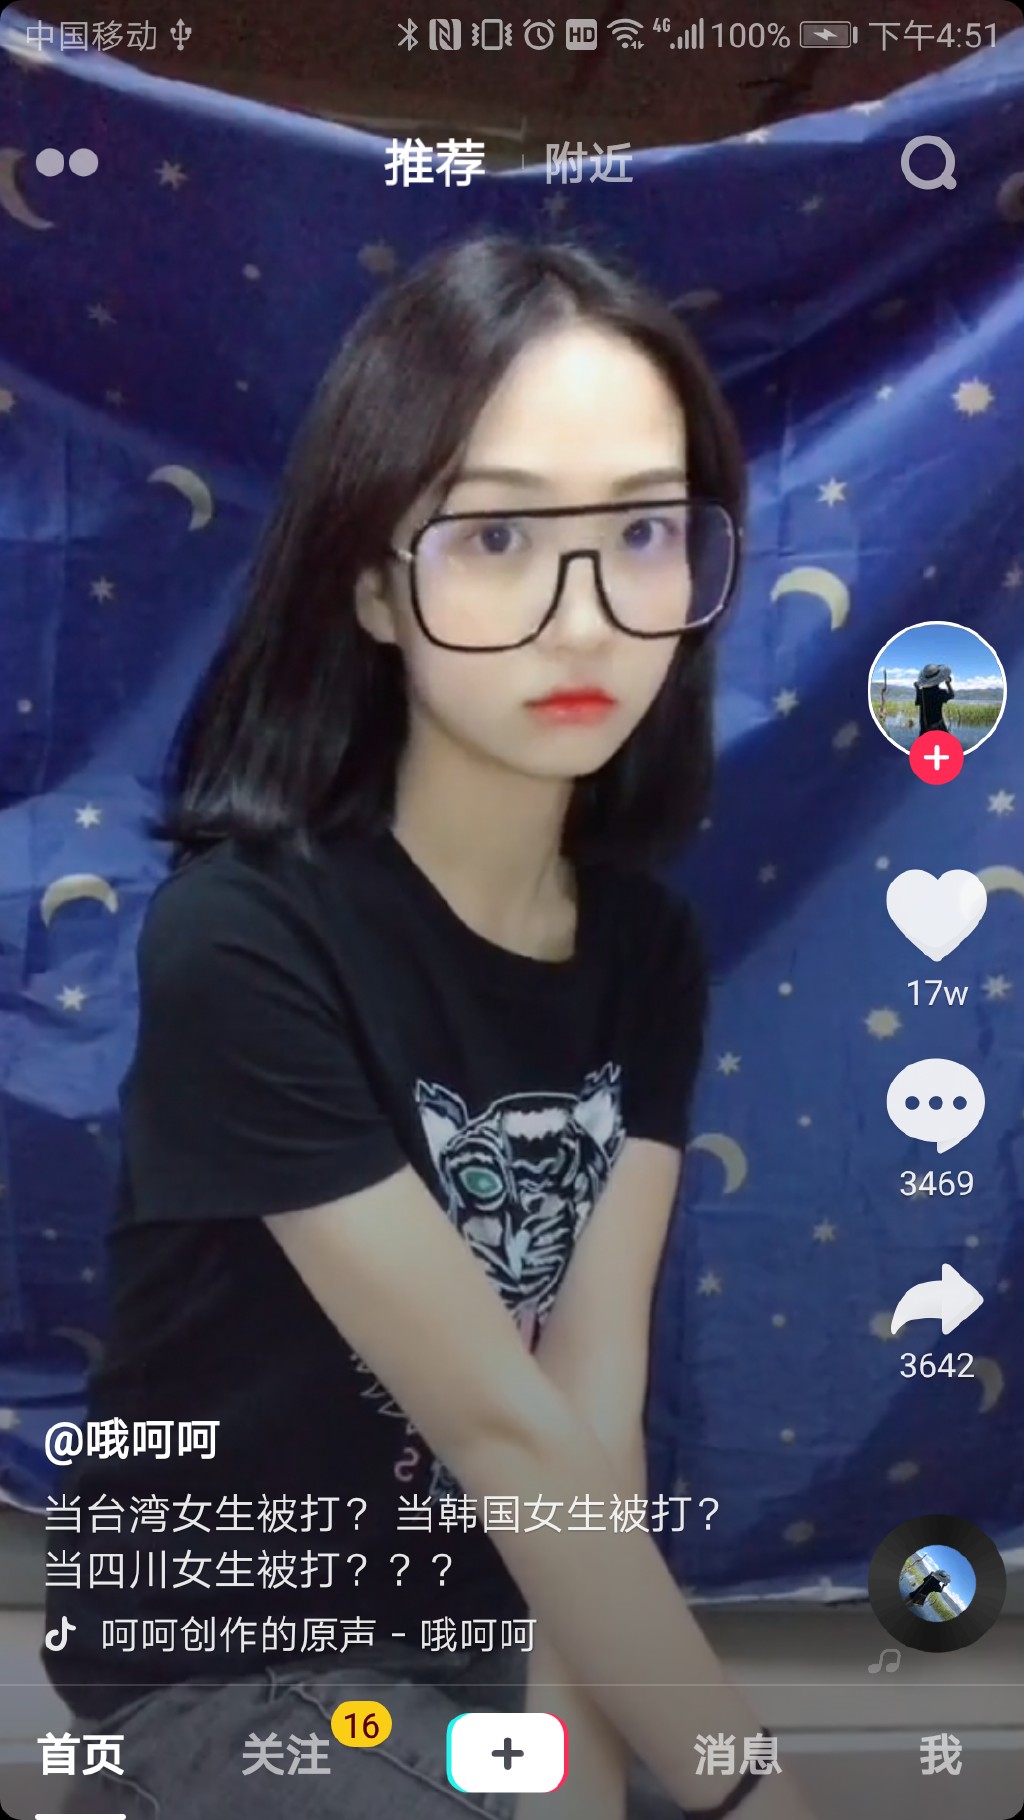 中国移动 HD 4G 100% 下午4:51
推荐 附近
17w
3469
3642
@哦呵呵
当台湾女生被打？ 当韩国女生被打？
当四川女生被打？？？
呵呵创作的原声 - 哦呵呵
首页 关注 16 消息 我